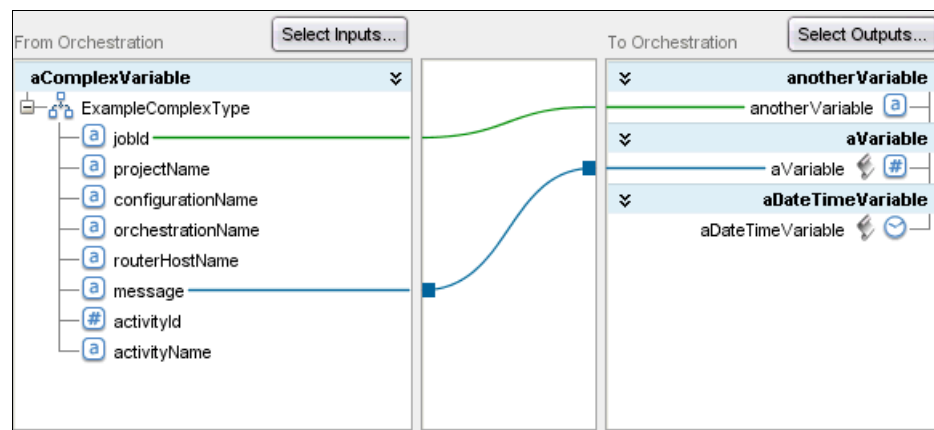 From Orchestration
Select Inputs...
To Orchestration
Select Outputs...
aComplexVariable
ExampleComplexType
a jobId
a projectName
a configurationName
a orchestrationName
a routerHostName
a message
# activityId
a activityName
anotherVariable
anotherVariable a
aVariable
aVariable #
aDateTimeVariable
aDateTimeVariable